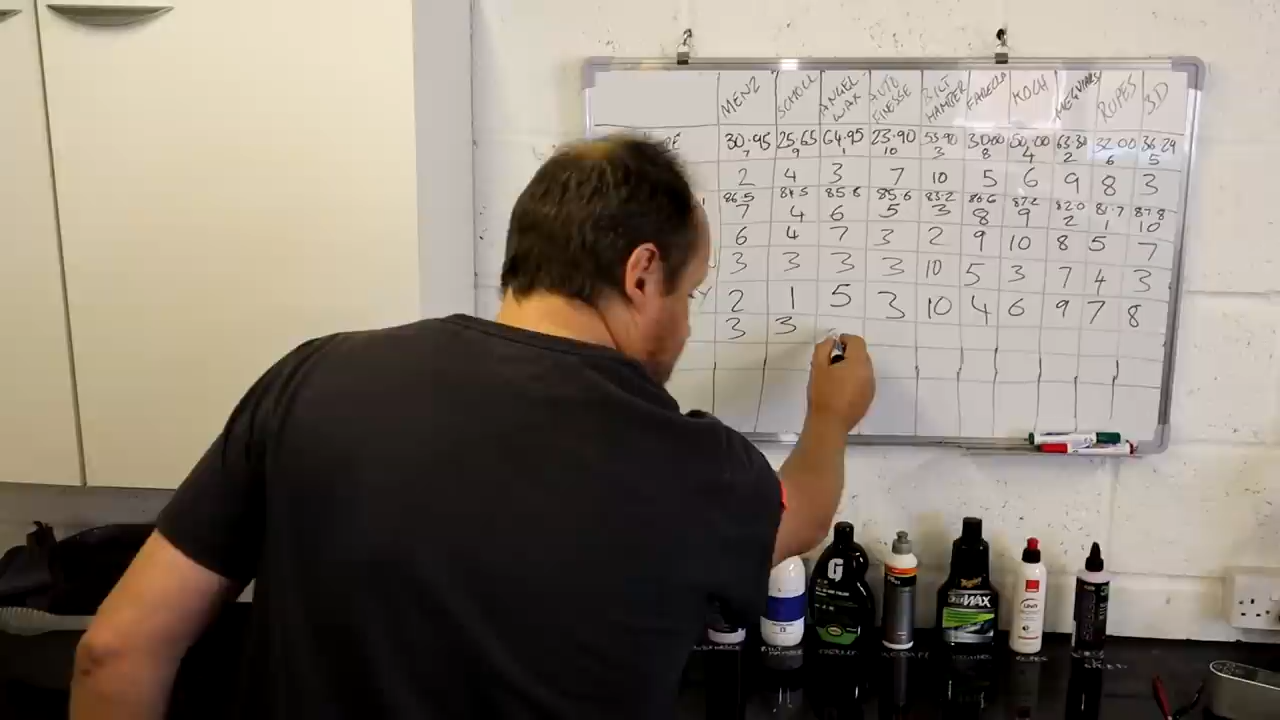 MENZ SCHOLL ANGEL WAX AUTO FINESSE BILT HAMBER FARECLA KOCH MEGUIARS RUPES 3D
30.95 25.65 64.95 23.90 53.90 30.00 50.00 63.30 32.00 36.29
7 9 1 10 3 8 4 2 6 5
2 4 3 7 10 5 6 9 8 3
86.5 84.5 85.8 85.6 83.2 86.6 87.2 82.0 81.7 87.8
7 4 6 5 3 8 9 2 1 10
6 4 7 3 2 9 10 8 5 7
3 3 3 3 10 5 3 7 4 3
2 1 5 3 10 4 6 9 7 8
3 3
G
WAX